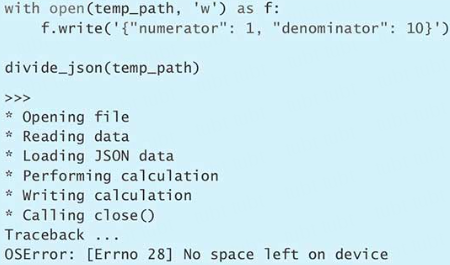 with open(temp_path, 'w') as f:
    f.write('{"numerator": 1, "denominator": 10}')
divide_json(temp_path)
>>>
* Opening file
* Reading data
* Loading JSON data
* Performing calculation
* Writing calculation
* Calling close()
Traceback ...
OSError: [Errno 28] No space left on device